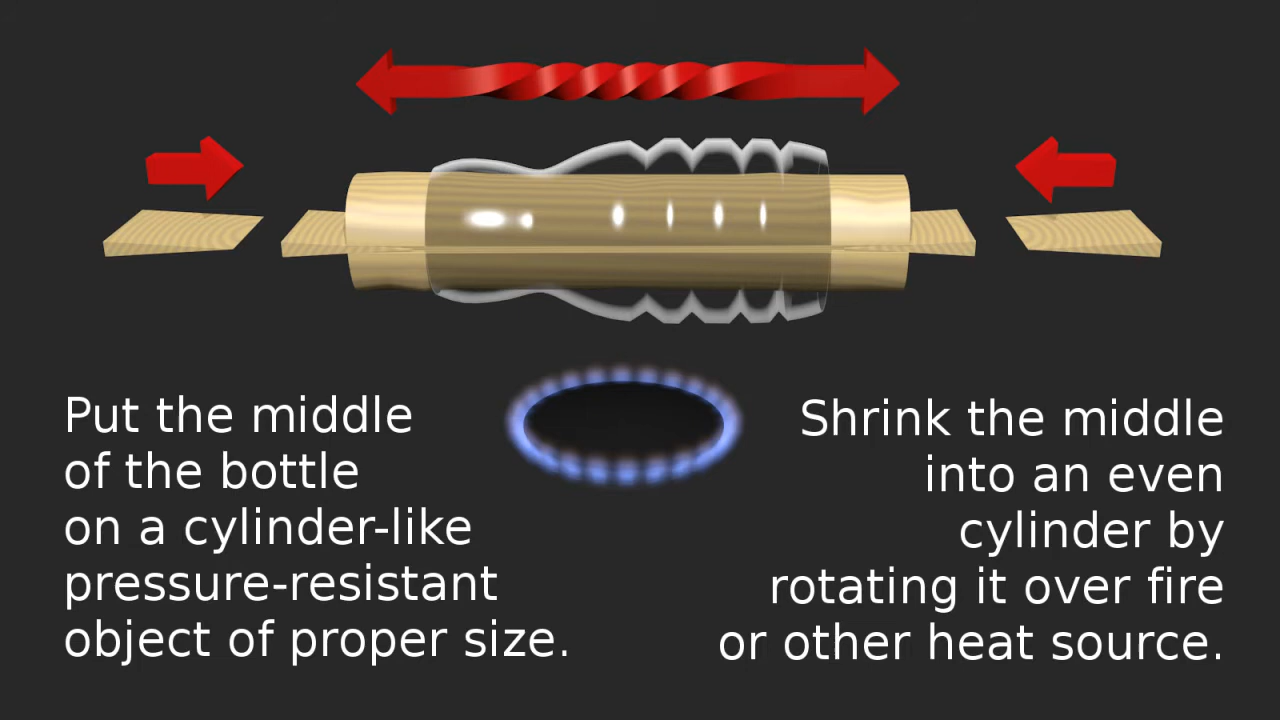 Put the middle
of the bottle
on a cylinder-like
pressure-resistant
object of proper size.
Shrink the middle
into an even
cylinder by
rotating it over fire
or other heat source.